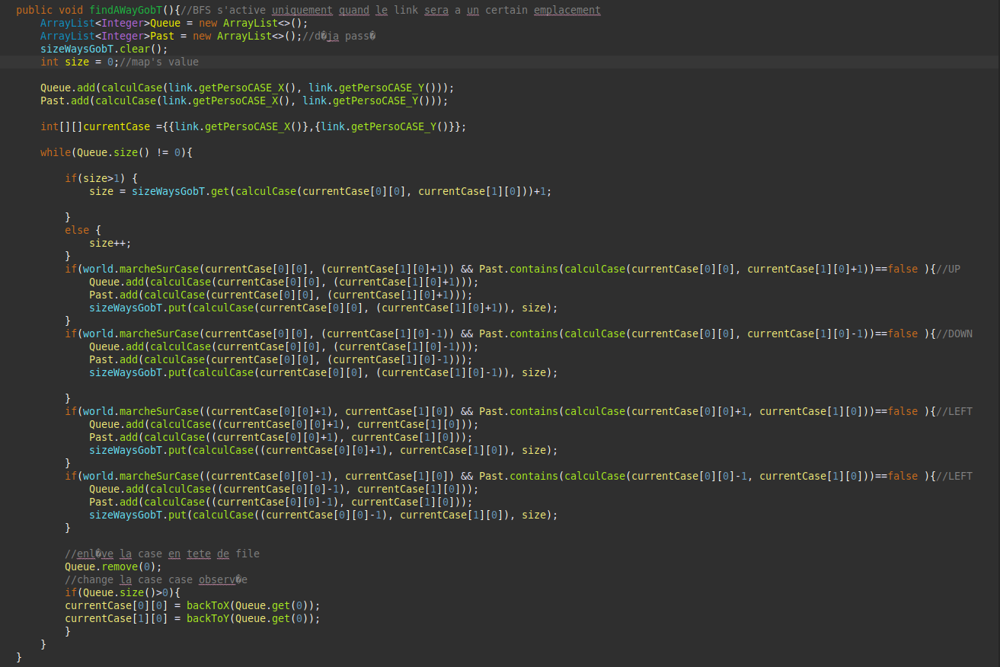 public void findAWayGobT(){//BFS s'active uniquement quand le link sera a un certain emplacement
ArrayList<Integer>Queue = new ArrayList<>();
ArrayList<Integer>Past = new ArrayList<>();//d�ja pass�
sizeWaysGobT.clear();
int size = 0;//map's value
Queue.add(calculCase(link.getPersoCASE_X(), link.getPersoCASE_Y()));
Past.add(calculCase(link.getPersoCASE_X(), link.getPersoCASE_Y()));
int[][]currentCase ={{link.getPersoCASE_X()},{link.getPersoCASE_Y()}};
while(Queue.size() != 0){
if(size>1) {
size = sizeWaysGobT.get(calculCase(currentCase[0][0], currentCase[1][0]))+1;
}
else {
size++;
}
if(world.marcheSurCase(currentCase[0][0], (currentCase[1][0]+1)) && Past.contains(calculCase(currentCase[0][0], currentCase[1][0]+1))==false ){//UP
Queue.add(calculCase(currentCase[0][0], (currentCase[1][0]+1)));
Past.add(calculCase(currentCase[0][0], (currentCase[1][0]+1)));
sizeWaysGobT.put(calculCase(currentCase[0][0], (currentCase[1][0]+1)), size);
}
if(world.marcheSurCase(currentCase[0][0], (currentCase[1][0]-1)) && Past.contains(calculCase(currentCase[0][0], currentCase[1][0]-1))==false ){//DOWN
Queue.add(calculCase(currentCase[0][0], (currentCase[1][0]-1)));
Past.add(calculCase(currentCase[0][0], (currentCase[1][0]-1)));
sizeWaysGobT.put(calculCase(currentCase[0][0], (currentCase[1][0]-1)), size);
}
if(world.marcheSurCase((currentCase[0][0]+1), currentCase[1][0]) && Past.contains(calculCase(currentCase[0][0]+1, currentCase[1][0]))==false ){//LEFT
Queue.add(calculCase((currentCase[0][0]+1), currentCase[1][0]));
Past.add(calculCase((currentCase[0][0]+1), currentCase[1][0]));
sizeWaysGobT.put(calculCase((currentCase[0][0]+1), currentCase[1][0]), size);
}
if(world.marcheSurCase((currentCase[0][0]-1), currentCase[1][0]) && Past.contains(calculCase(currentCase[0][0]-1, currentCase[1][0]))==false ){//LEFT
Queue.add(calculCase((currentCase[0][0]-1), currentCase[1][0]));
Past.add(calculCase((currentCase[0][0]-1), currentCase[1][0]));
sizeWaysGobT.put(calculCase((currentCase[0][0]-1), currentCase[1][0]), size);
}
//enl�ve la case en tete de file
Queue.remove(0);
//change la case case observ�e
if(Queue.size()>0){
currentCase[0][0] = backToX(Queue.get(0));
currentCase[1][0] = backToY(Queue.get(0));
}
}
}